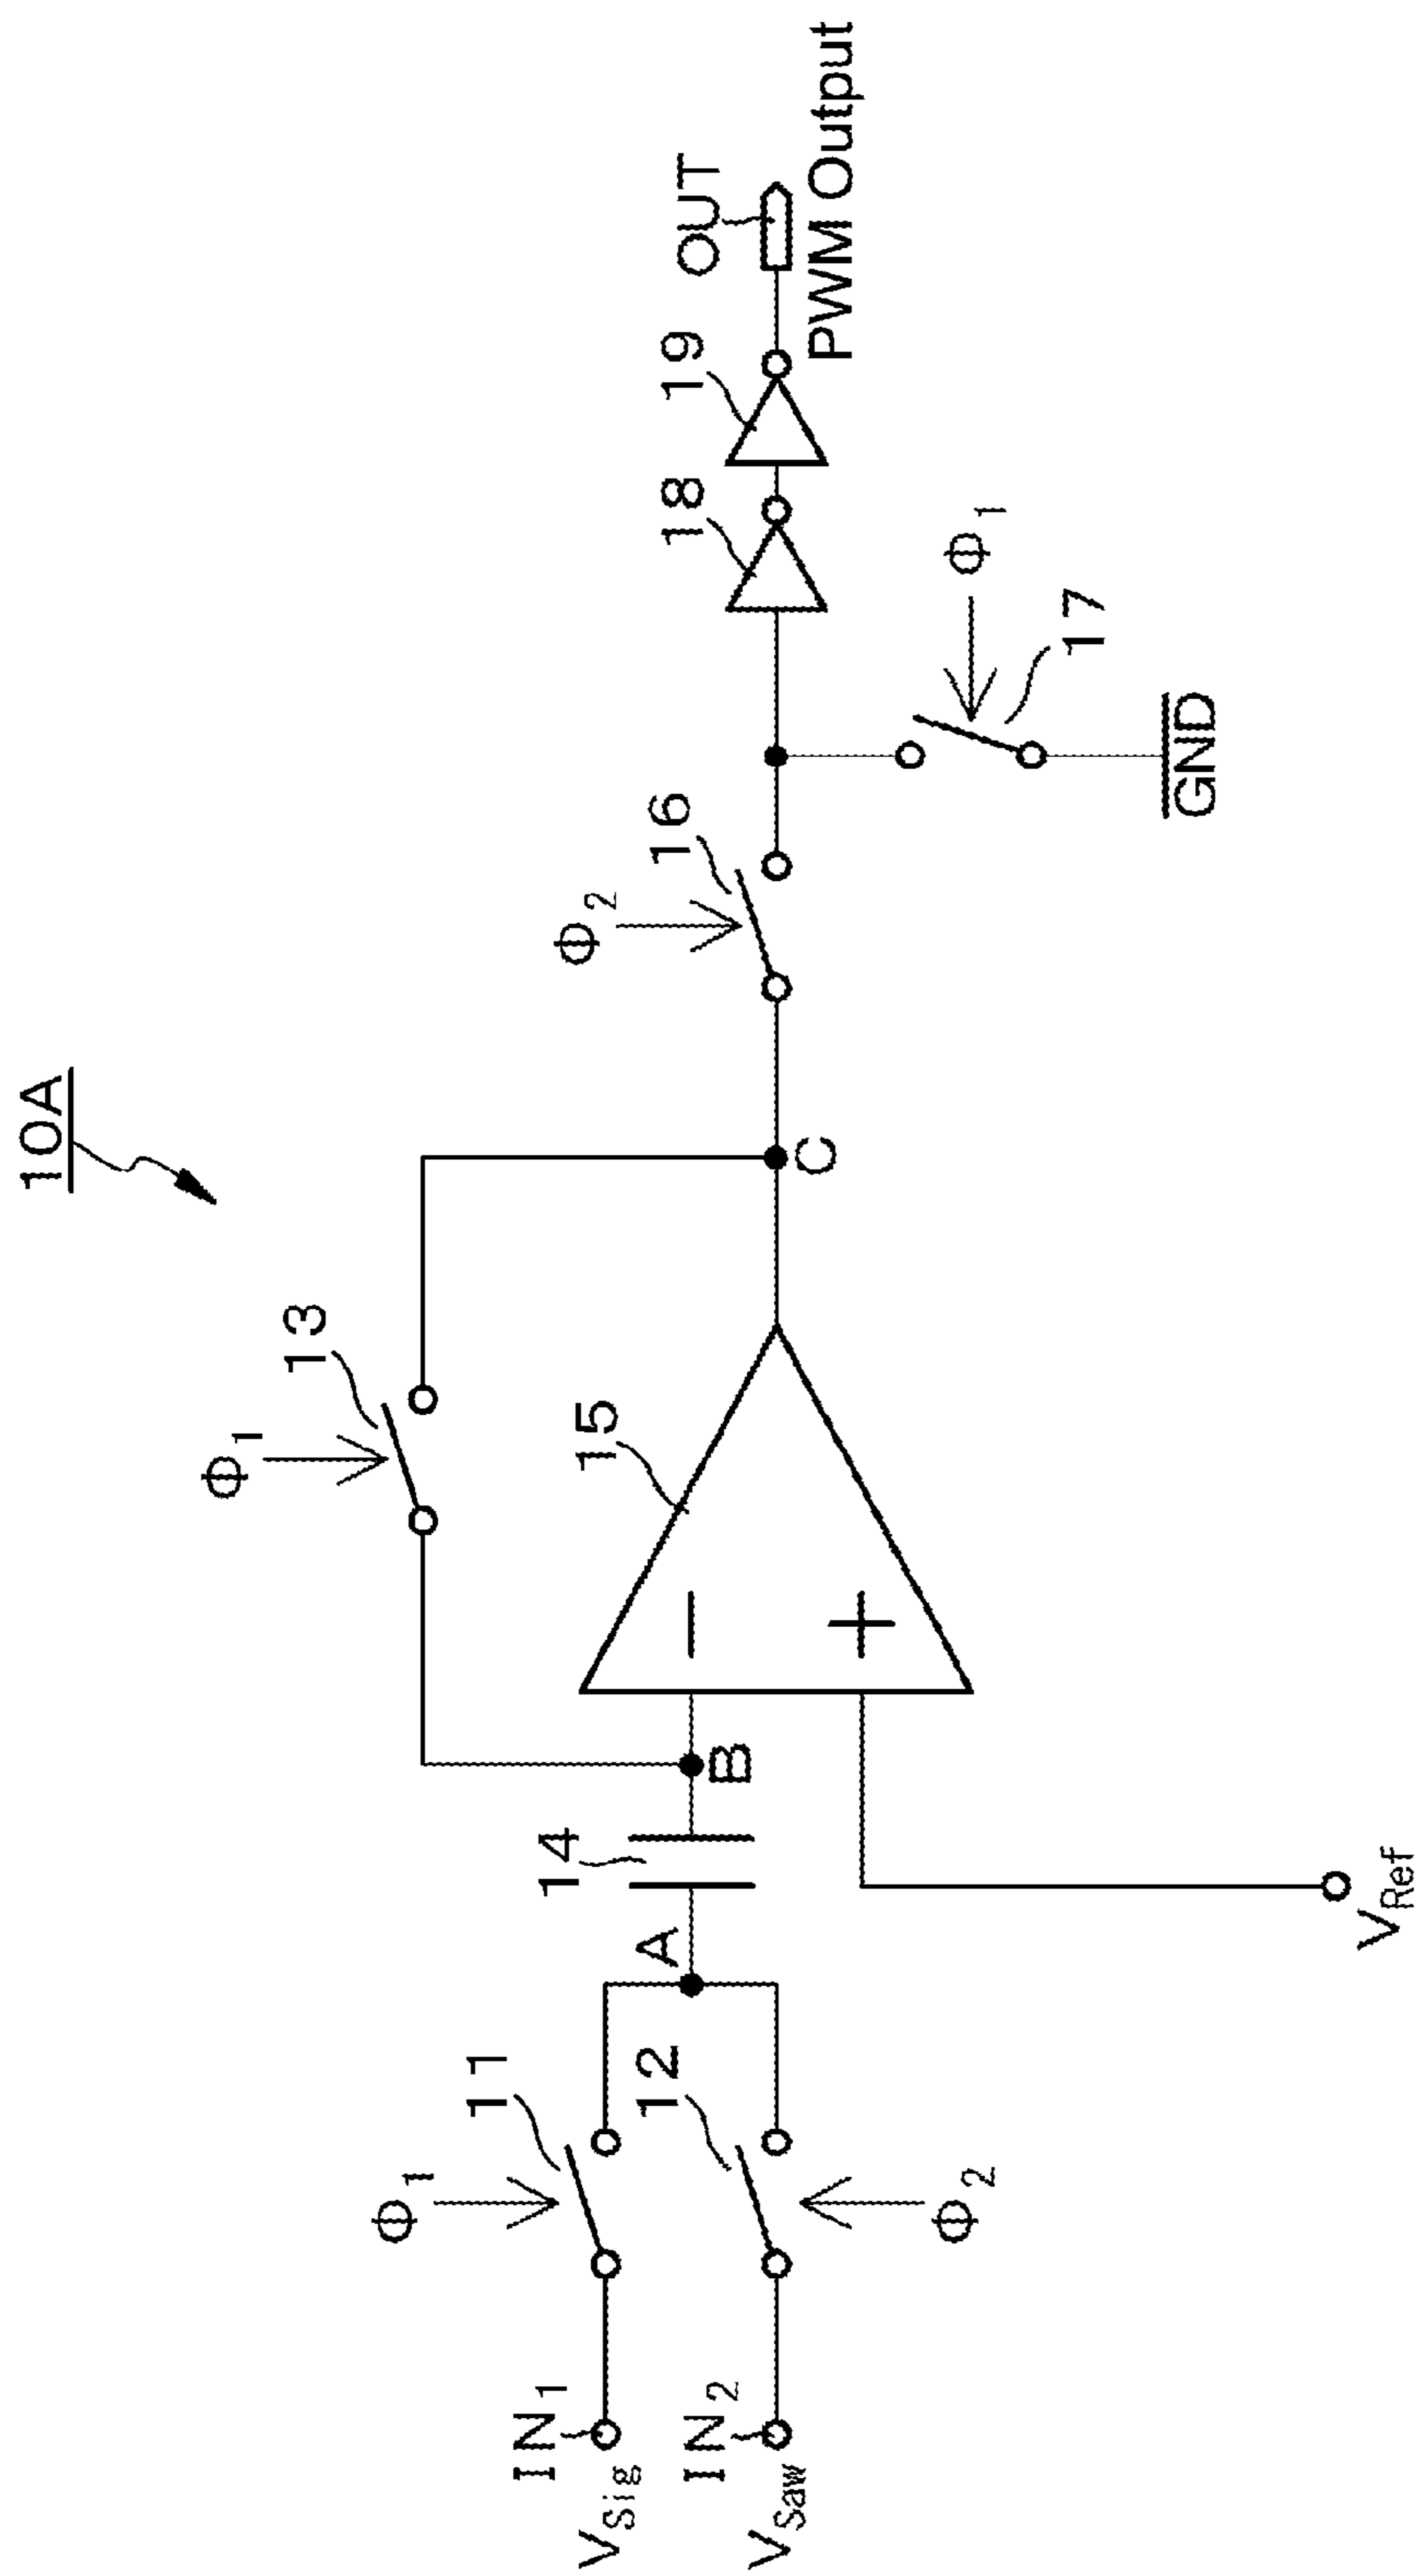 10A
Φ1
13
Φ1
11
IN1
VSig
A
14
B
15
C
Φ2
16
18
19
OUT
PWM Output
12
IN2
VSaw
Φ2
−
+
VRef
Φ1
17
GND